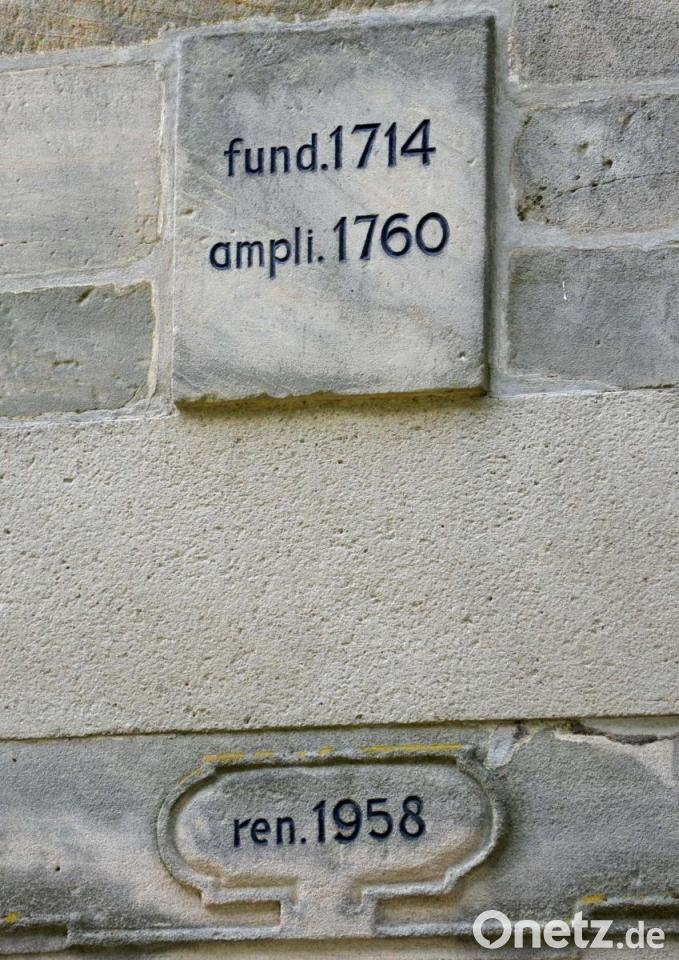 fund. 1714
ampli. 1760
ren. 1958
Onetz.de